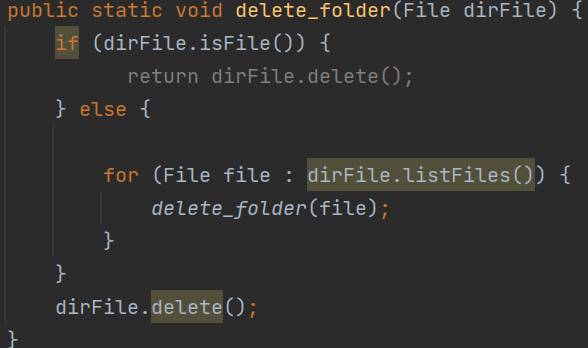 public static void delete_folder(File dirFile) {
if (dirFile.isFile()) {
return dirFile.delete();
} else {
for (File file : dirFile.listFiles()) {
delete_folder(file);
}
}
dirFile.delete();
}